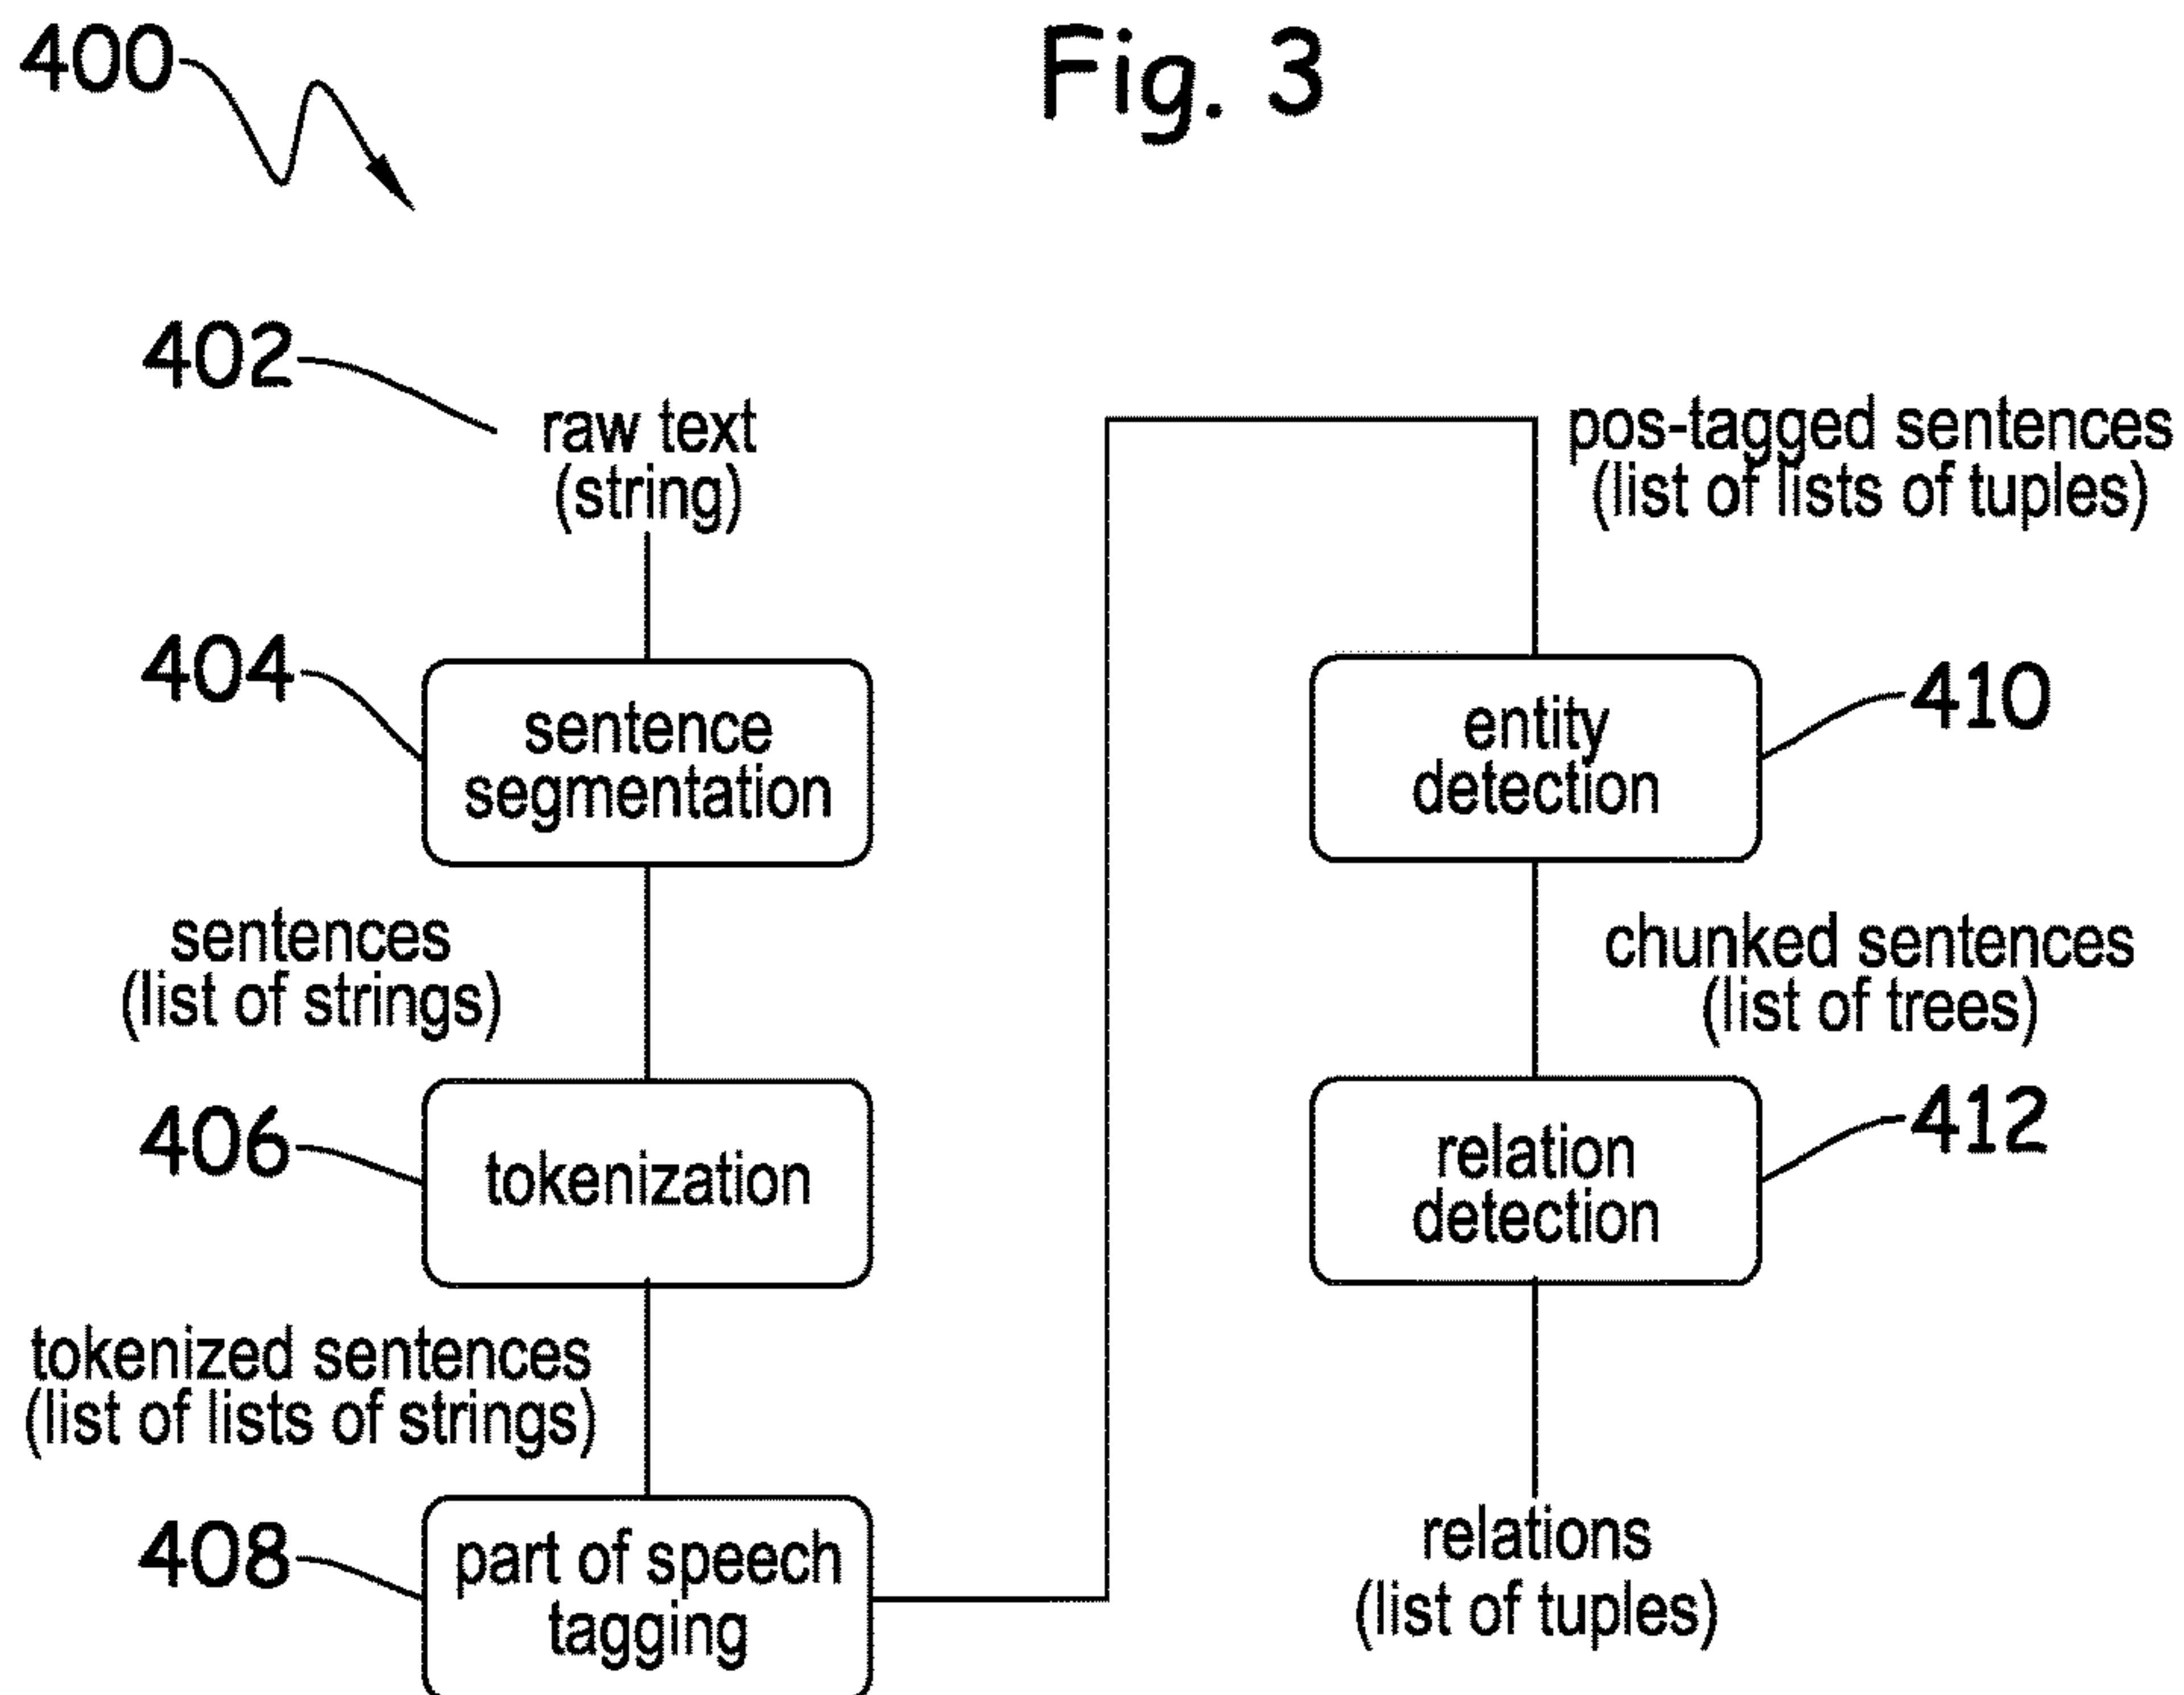 400
Fig. 3
402
raw text
(string)
404
sentence
segmentation
sentences
(list of strings)
406
tokenization
tokenized sentences
(list of lists of strings)
408
part of speech
tagging
pos-tagged sentences
(list of lists of tuples)
entity
detection
410
chunked sentences
(list of trees)
relation
detection
412
relations
(list of tuples)